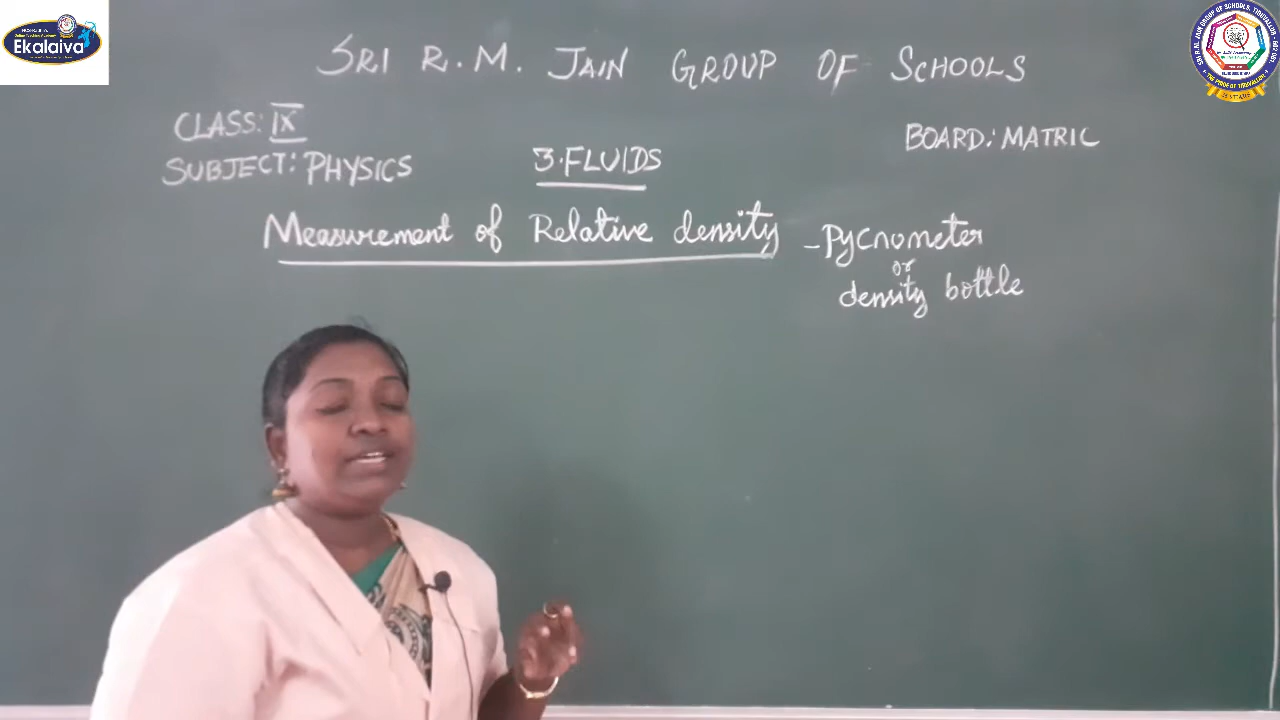 Ekalaiva
SRI R.M. JAIN GROUP OF SCHOOLS
CLASS: IX
BOARD: MATRIC
SUBJECT: PHYSICS
3. FLUIDS
Measurement of Relative density - Pycnometer
or
density bottle